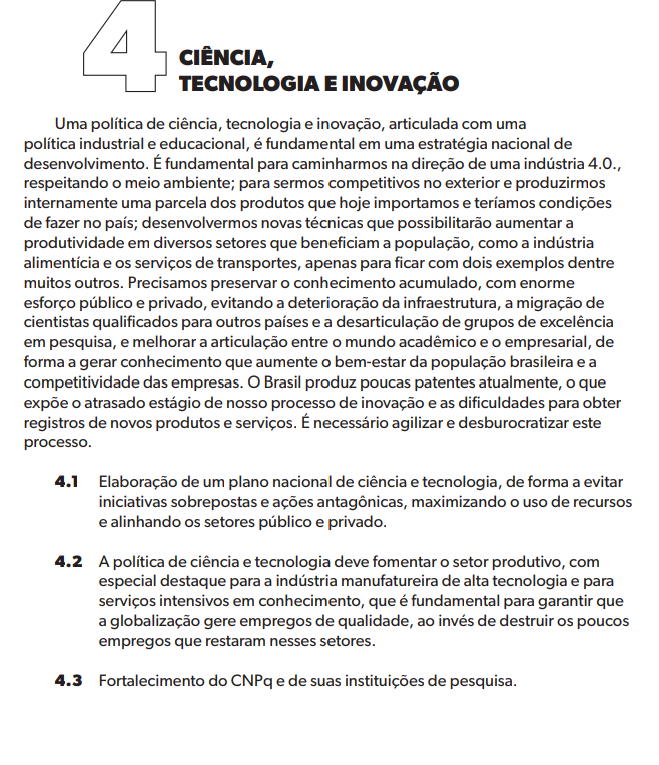 4
CIÊNCIA,
TECNOLOGIA E INOVAÇÃO
Uma política de ciência, tecnologia e inovação, articulada com uma
política industrial e educacional, é fundamental em uma estratégia nacional de
desenvolvimento. É fundamental para caminharmos na direção de uma indústria 4.0.,
respeitando o meio ambiente; para sermos competitivos no exterior e produzirmos
internamente uma parcela dos produtos que hoje importamos e teríamos condições
de fazer no país; desenvolvermos novas técnicas que possibilitarão aumentar a
produtividade em diversos setores que beneficiam a população, como a indústria
alimentícia e os serviços de transportes, apenas para ficar com dois exemplos dentre
muitos outros. Precisamos preservar o conhecimento acumulado, com enorme
esforço público e privado, evitando a deterioração da infraestrutura, a migração de
cientistas qualificados para outros países e a desarticulação de grupos de excelência
em pesquisa, e melhorar a articulação entre o mundo acadêmico e o empresarial, de
forma a gerar conhecimento que aumente o bem-estar da população brasileira e a
competitividade das empresas. O Brasil produz poucas patentes atualmente, o que
expõe o atrasado estágio de nosso processo de inovação e as dificuldades para obter
registros de novos produtos e serviços. É necessário agilizar e desburocratizar este
processo.
4.1 Elaboração de um plano nacional de ciência e tecnologia, de forma a evitar
iniciativas sobrepostas e ações antagônicas, maximizando o uso de recursos
e alinhando os setores público e privado.
4.2 A política de ciência e tecnologia deve fomentar o setor produtivo, com
especial destaque para a indústria manufatureira de alta tecnologia e para
serviços intensivos em conhecimento, que é fundamental para garantir que
a globalização gere empregos de qualidade, ao invés de destruir os poucos
empregos que restaram nesses setores.
4.3 Fortalecimento do CNPq e de suas instituições de pesquisa.